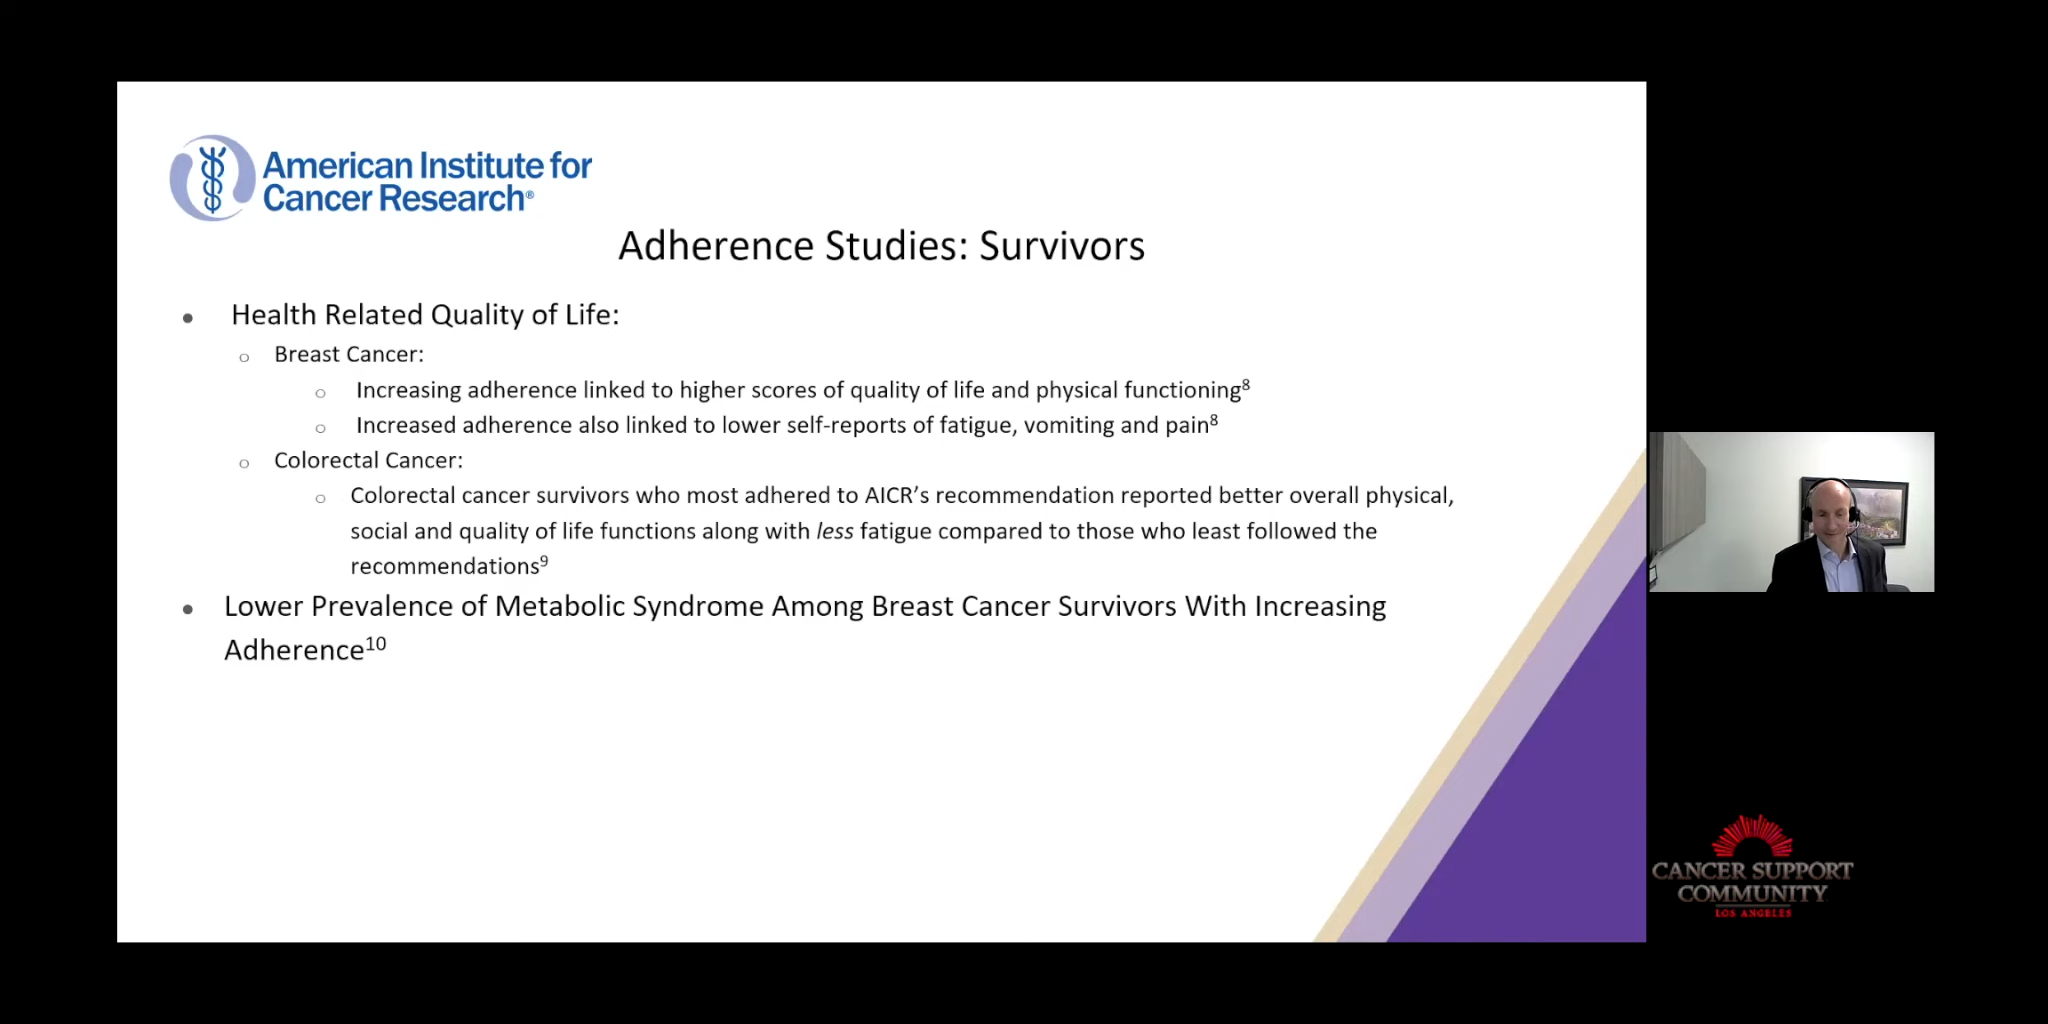 American Institute for
Cancer Research®
Adherence Studies: Survivors
• Health Related Quality of Life:
o Breast Cancer:
o Increasing adherence linked to higher scores of quality of life and physical functioning⁸
o Increased adherence also linked to lower self-reports of fatigue, vomiting and pain⁸
o Colorectal Cancer:
o Colorectal cancer survivors who most adhered to AICR’s recommendation reported better overall physical,
social and quality of life functions along with less fatigue compared to those who least followed the
recommendations⁹
• Lower Prevalence of Metabolic Syndrome Among Breast Cancer Survivors With Increasing
Adherence¹⁰
CANCER SUPPORT
COMMUNITY
LOS ANGELES